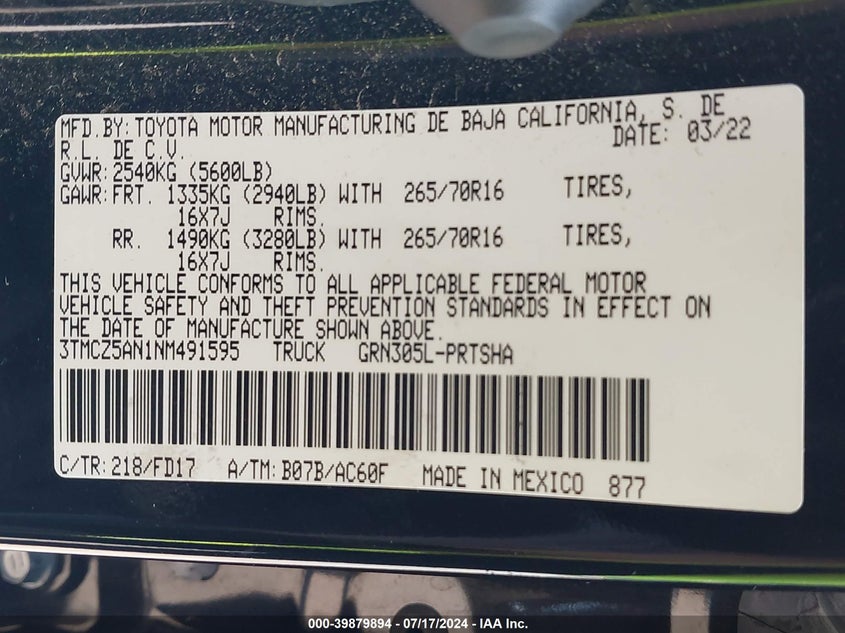 MFD.BY: TOYOTA MOTOR MANUFACTURING DE BAJA CALIFORNIA, S. DE
R.L. DE C.V. DATE: 03/22
GVWR: 2540KG (5600LB)
GAWR: FRT. 1335KG (2940LB) WITH 265/70R16 TIRES,
16X7J RIMS.
RR. 1490KG (3280LB) WITH 265/70R16 TIRES,
16X7J RIMS.
THIS VEHICLE CONFORMS TO ALL APPLICABLE FEDERAL MOTOR
VEHICLE SAFETY AND THEFT PREVENTION STANDARDS IN EFFECT ON
THE DATE OF MANUFACTURE SHOWN ABOVE.
3TMCZ5AN1NM491595 TRUCK GRN305L-PRTSHA
C/TR: 218/FD17 A/TM: B07B/AC60F MADE IN MEXICO 877
000-39879894 - 07/17/2024 - IAA Inc.